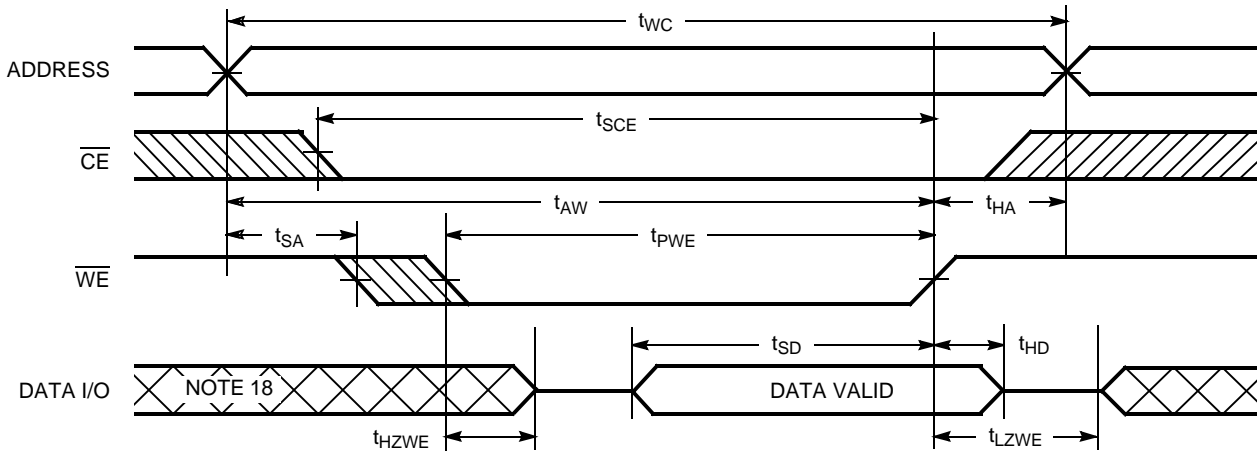 tWC
ADDRESS
tSCE
CE
tAW
tHA
tSA
tPWE
WE
tSD
tHD
DATA I/O
NOTE 18
DATA VALID
tHZWE
tLZWE